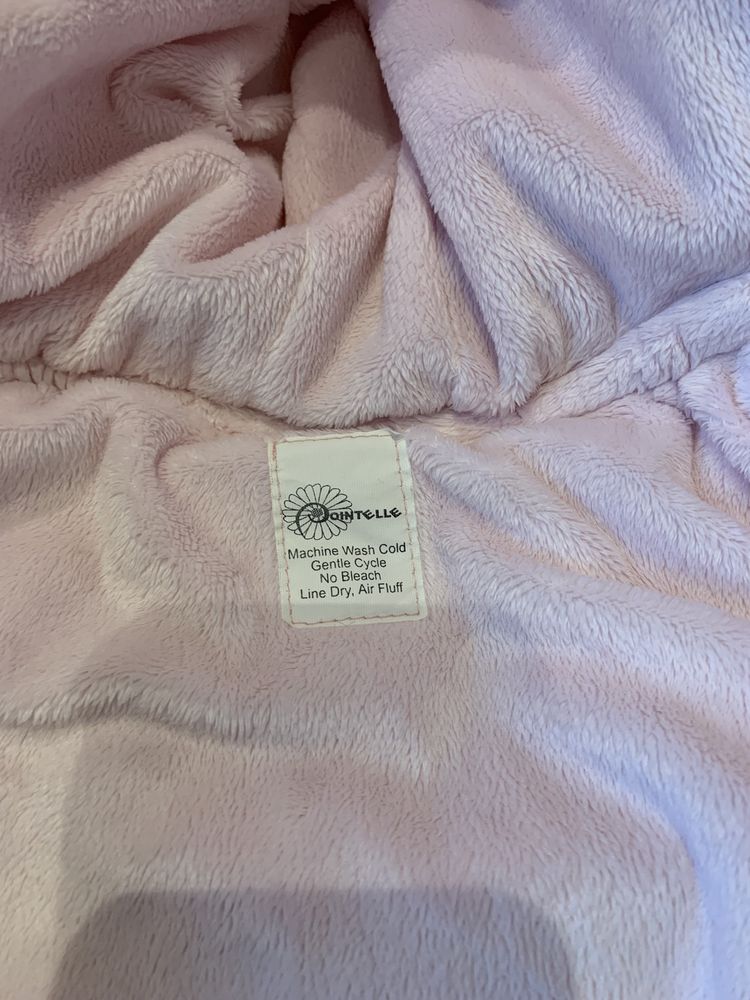 POINTELLE
Machine Wash Cold
Gentle Cycle
No Bleach
Line Dry, Air Fluff